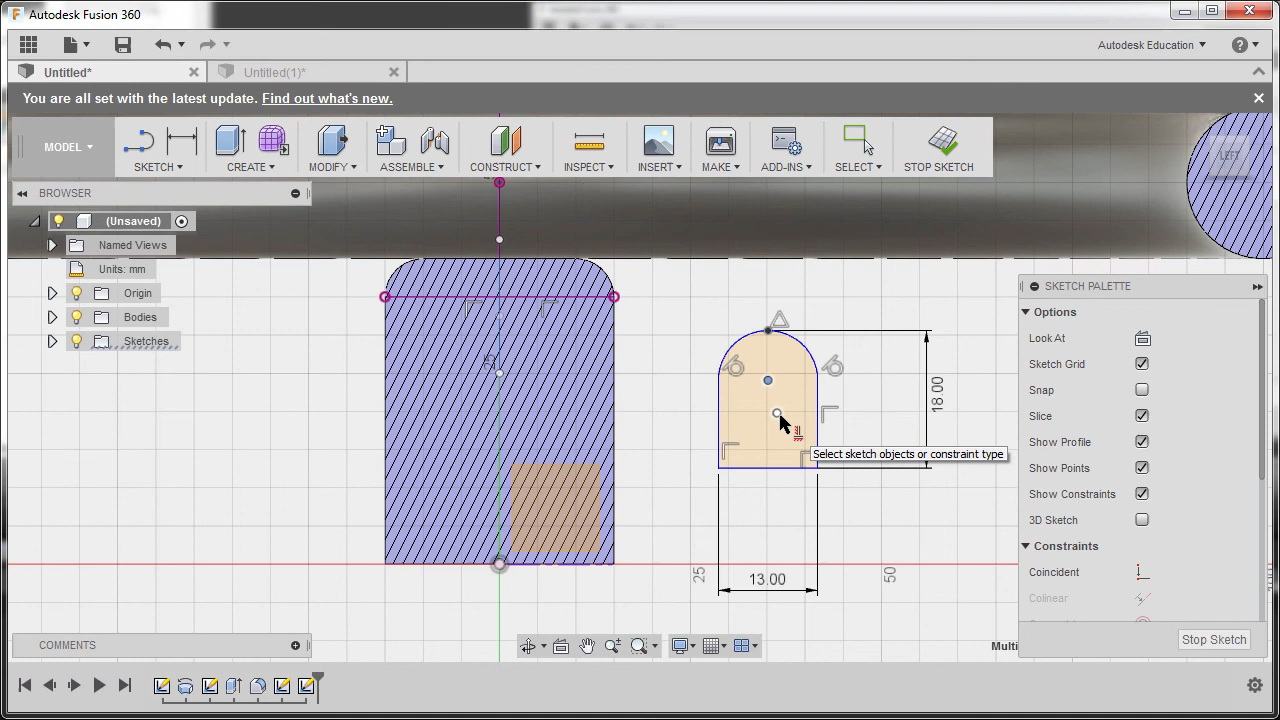 Autodesk Fusion 360
Autodesk Education
Untitled*
Untitled(1)*
You are all set with the latest update. Find out what's new.
MODEL
SKETCH
CREATE
MODIFY
ASSEMBLE
CONSTRUCT
INSPECT
INSERT
MAKE
ADD-INS
SELECT
STOP SKETCH
LEFT
BROWSER
(Unsaved)
Named Views
Units: mm
Origin
Bodies
Sketches
25
18.00
Select sketch objects or constraint type
25
13.00
50
SKETCH PALETTE
Options
Look At
Sketch Grid
Snap
Slice
Show Profile
Show Points
Show Constraints
3D Sketch
Constraints
Coincident
Colinear
Stop Sketch
COMMENTS
Multi